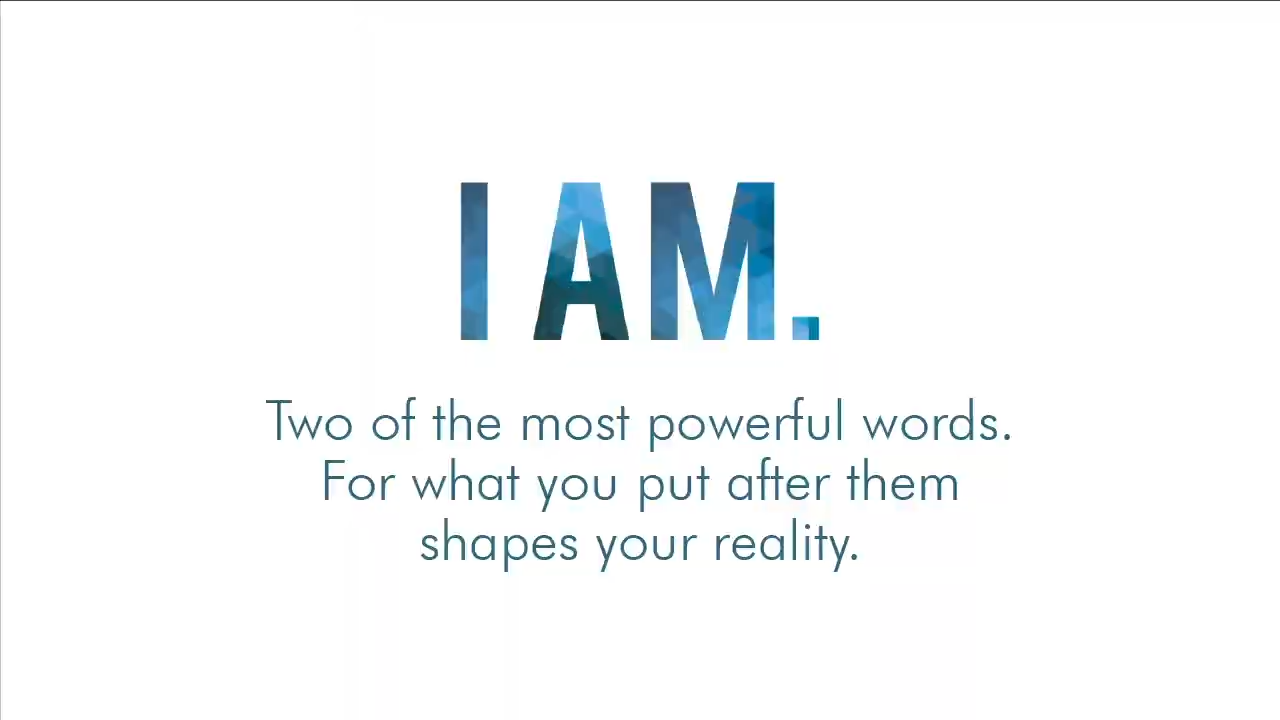 I AM.
Two of the most powerful words.
For what you put after them
shapes your reality.